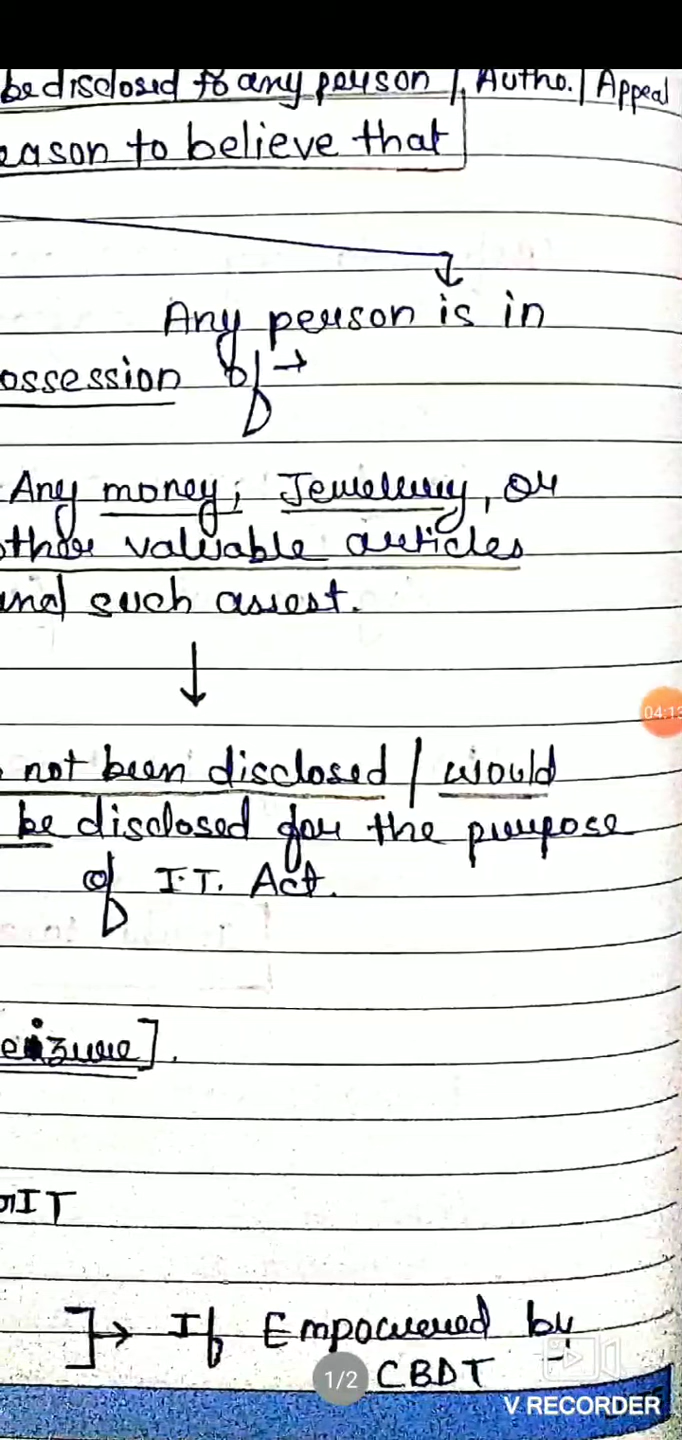 be disclosed to any person / Autho. / Appeal
eason to believe that
Any person is in
ossession of →
Any money, Jewellery, or
other valuable articles
and such assest.
not been disclosed / would
be disclosed for the purpose
of I.T. Act.
eizure].
04:13
IT
] → If Empowered by
CBDT
1/2
V RECORDER